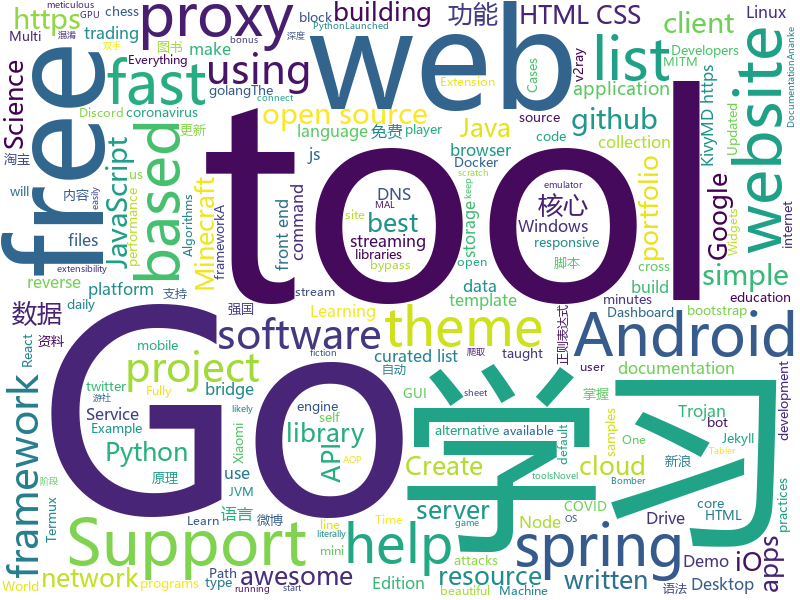 free
proxy
web
list
building
功能
HTML CSS
client
trading
block
Linux
Multi
GPU
chess
meticulous
双手
温淆
PythonLaunched
bonus
深度
https
make
图书
Everything
using
fast
Science
golangThe
Discord
coronavirus
v2ray
application
Developers
MITM
Cases
Extension
connect
open source
Java
github
language
免费
player
website
Updated
DocumentationAnanke
KivyMD https
collection
淘宝
更新
js
browser
source
code
Docker
will
内容
us
performance
JavaScript
based
Algorithms
Minecraft
frameworkA
command
DNS
site
MAL
best
streaming
libraries
bypass
storage
核心
emulator
scratch
keep
Windows
responsive
open
front end
portfolio
Google
Widgets
internet
files
easily
reverse
extensibility
支持
platform
daily
tool
脚本
cross
data
template
build
simple
minutes
education
Dashboard
bootstrap
强国
资料
Learning
stream
Go
software
theme
Android
project
mobile
React
twitter
fiction
自动
curated list
正则表达式
爬取
taught
user
documentation
framework
Fully
游社
bridge
GUI
engine
self
Service
Example
library
API
学习
掌握
Trojan
bot
Jekyll
samples
development
alternative
available
default
One
Python
原理
use
JVM
likely
sheet
AOP
Create
cloud
新浪
Tabler
HTML
Xiaomi
语言
Learn
微博
line
literally
Time
server
toolsNovel
Node
Drive
core
COVID
practices
Termux
阶段
Support
help
spring
iOS
apps
mini
Bomber
Machine
type
World
network
programs
running
awesome
start
Path
Edition
attacks
beautiful
game
resource
OS
written
语法
Demo
Desktop